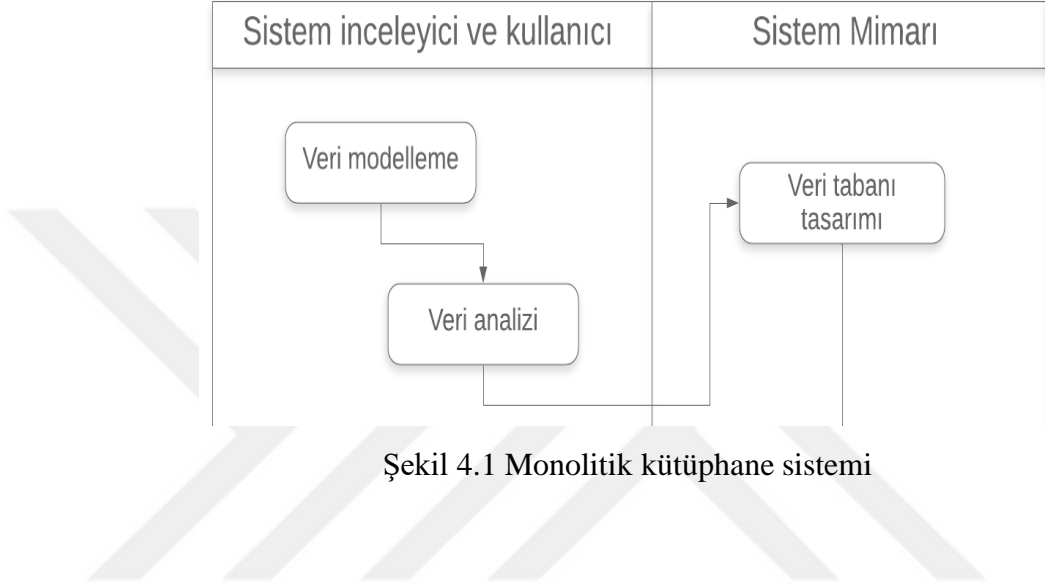 Sistem inceleyici ve kullanıcı
Sistem Mimarı
Veri modelleme
Veri tabanı
tasarımı
Veri analizi
Şekil 4.1 Monolitik kütüphane sistemi